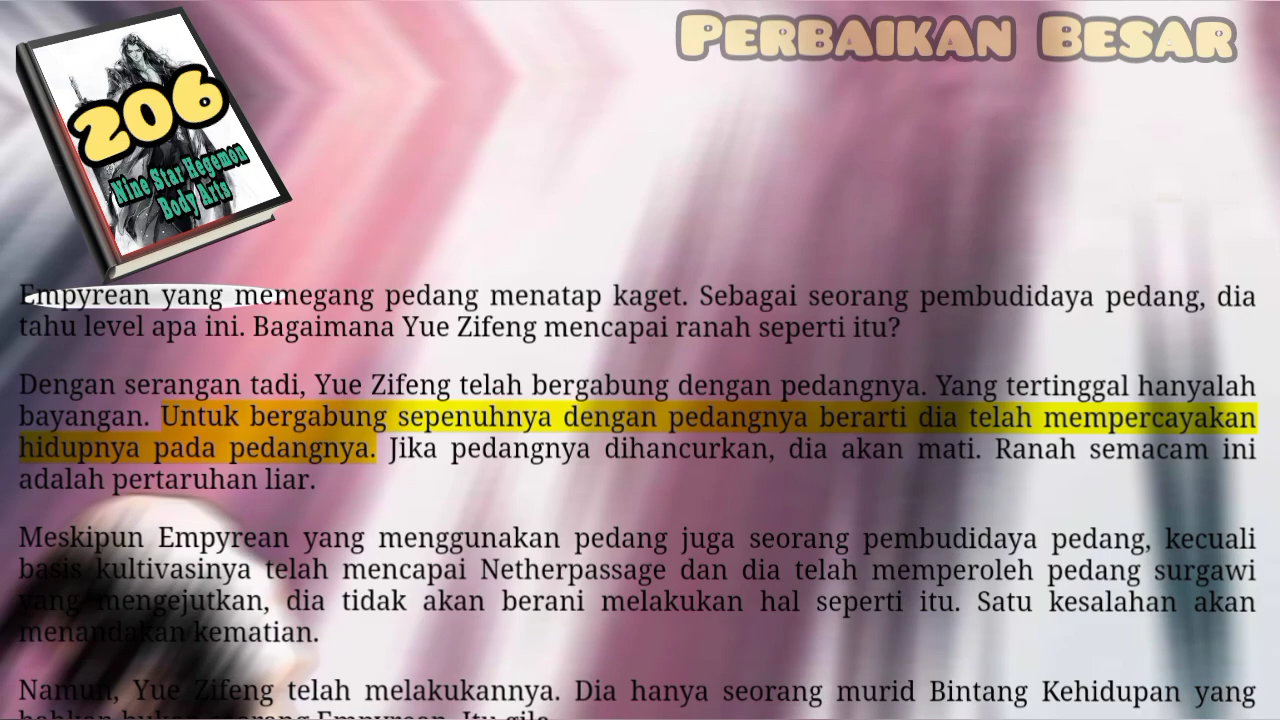 PERBAIKAN BESAR
206
Nine Star Hegemon
Body Arts
Empyrean yang memegang pedang menatap kaget. Sebagai seorang pembudidaya pedang, dia
tahu level apa ini. Bagaimana Yue Zifeng mencapai ranah seperti itu?
Dengan serangan tadi, Yue Zifeng telah bergabung dengan pedangnya. Yang tertinggal hanyalah
bayangan. Untuk bergabung sepenuhnya dengan pedangnya berarti dia telah mempercayakan
hidupnya pada pedangnya. Jika pedangnya dihancurkan, dia akan mati. Ranah semacam ini
adalah pertaruhan liar.
Meskipun Empyrean yang menggunakan pedang juga seorang pembudidaya pedang, kecuali
basis kultivasinya telah mencapai Netherpassage dan dia telah memperoleh pedang surgawi
yang mengejutkan, dia tidak akan berani melakukan hal seperti itu. Satu kesalahan akan
menandakan kematian.
Namun, Yue Zifeng telah melakukannya. Dia hanya seorang murid Bintang Kehidupan yang
bahkan bukan seorang Empyrean. Itu gila.